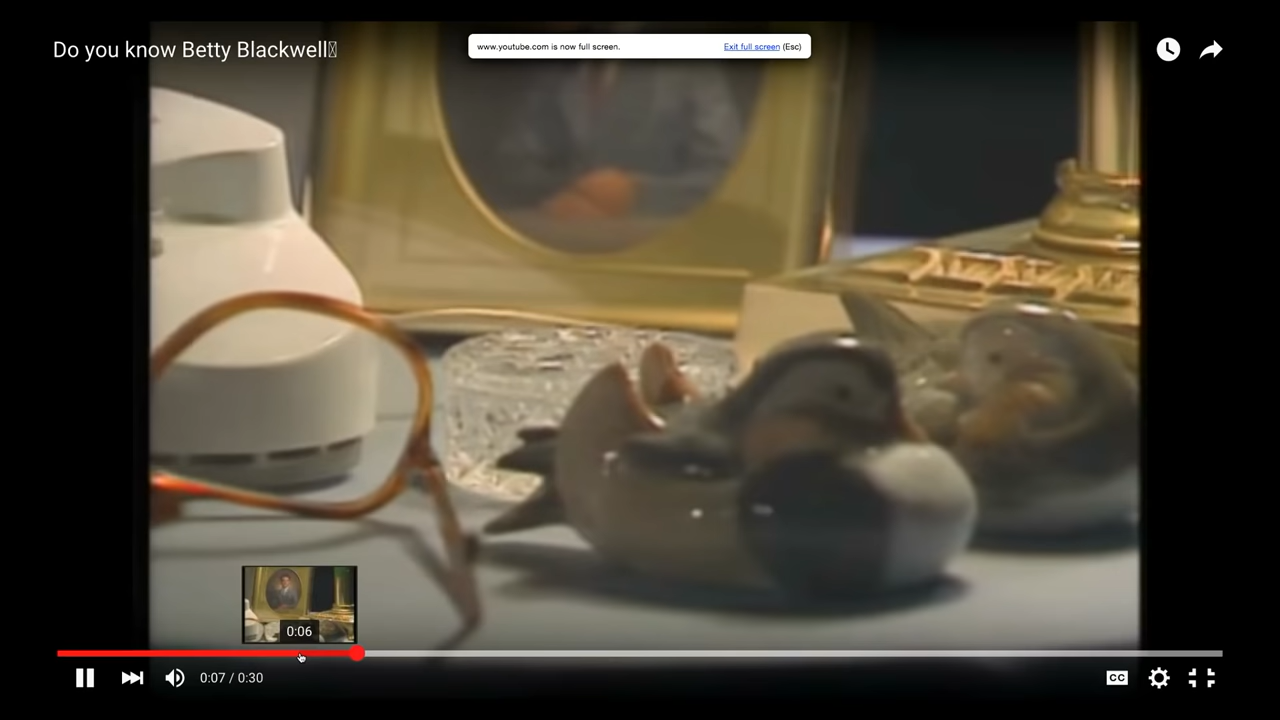 Do you know Betty Blackwell
www.youtube.com is now full screen. Exit full screen (Esc)
0:06
0:07 / 0:30
CC